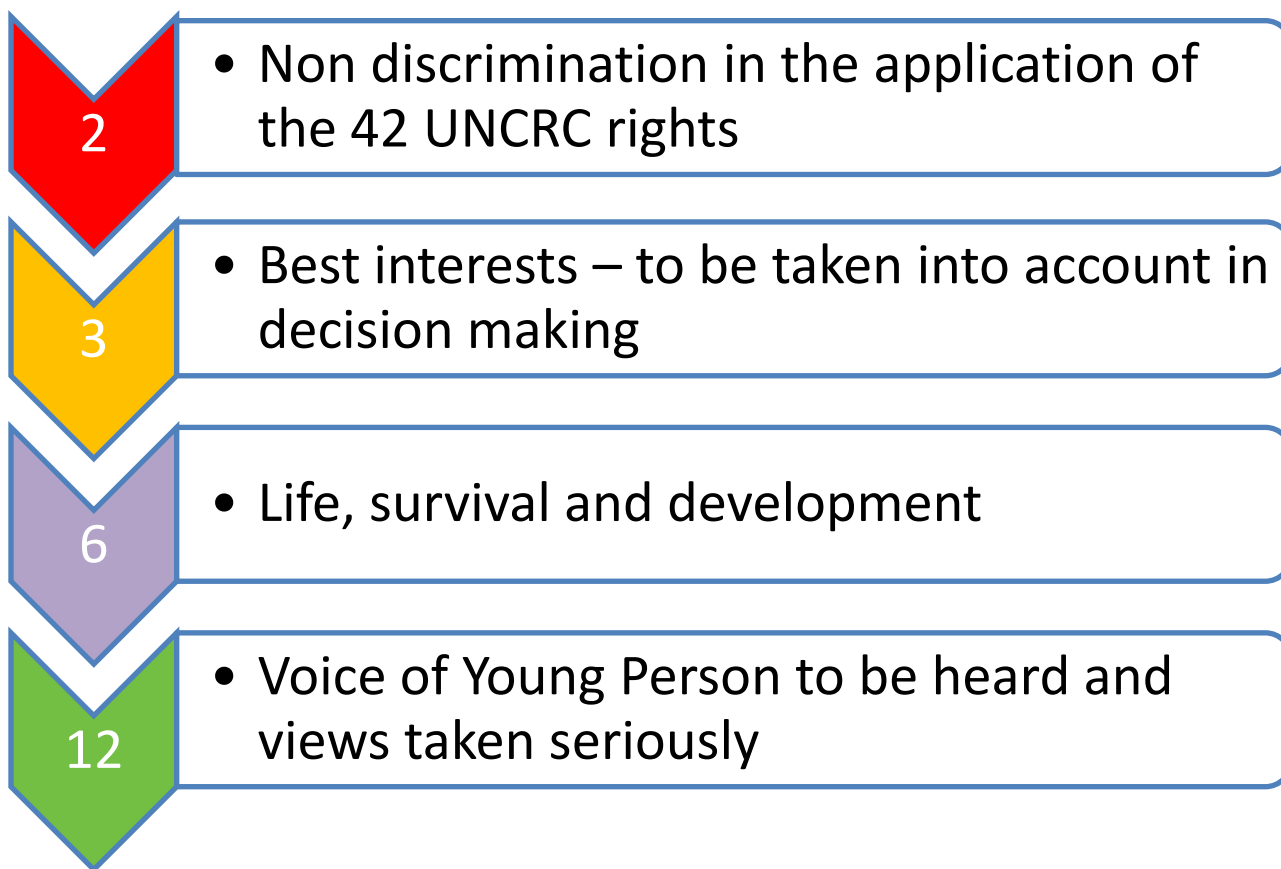 2
• Non discrimination in the application of
the 42 UNCRC rights
3
• Best interests – to be taken into account in
decision making
6
• Life, survival and development
12
• Voice of Young Person to be heard and
views taken seriously